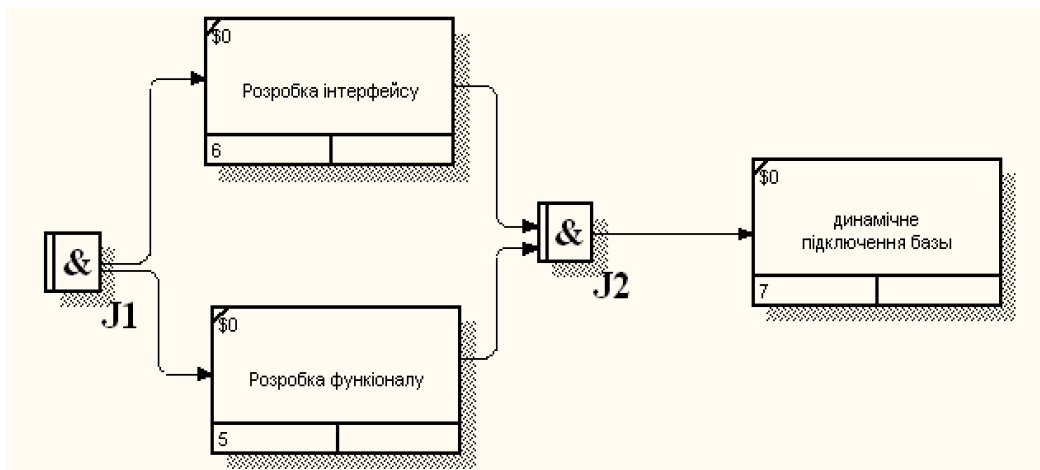 $0
Розробка інтерфейсу
6
&
J1
$0
Розробка функіоналу
5
&
J2
$0
динамічне
підключення базы
7